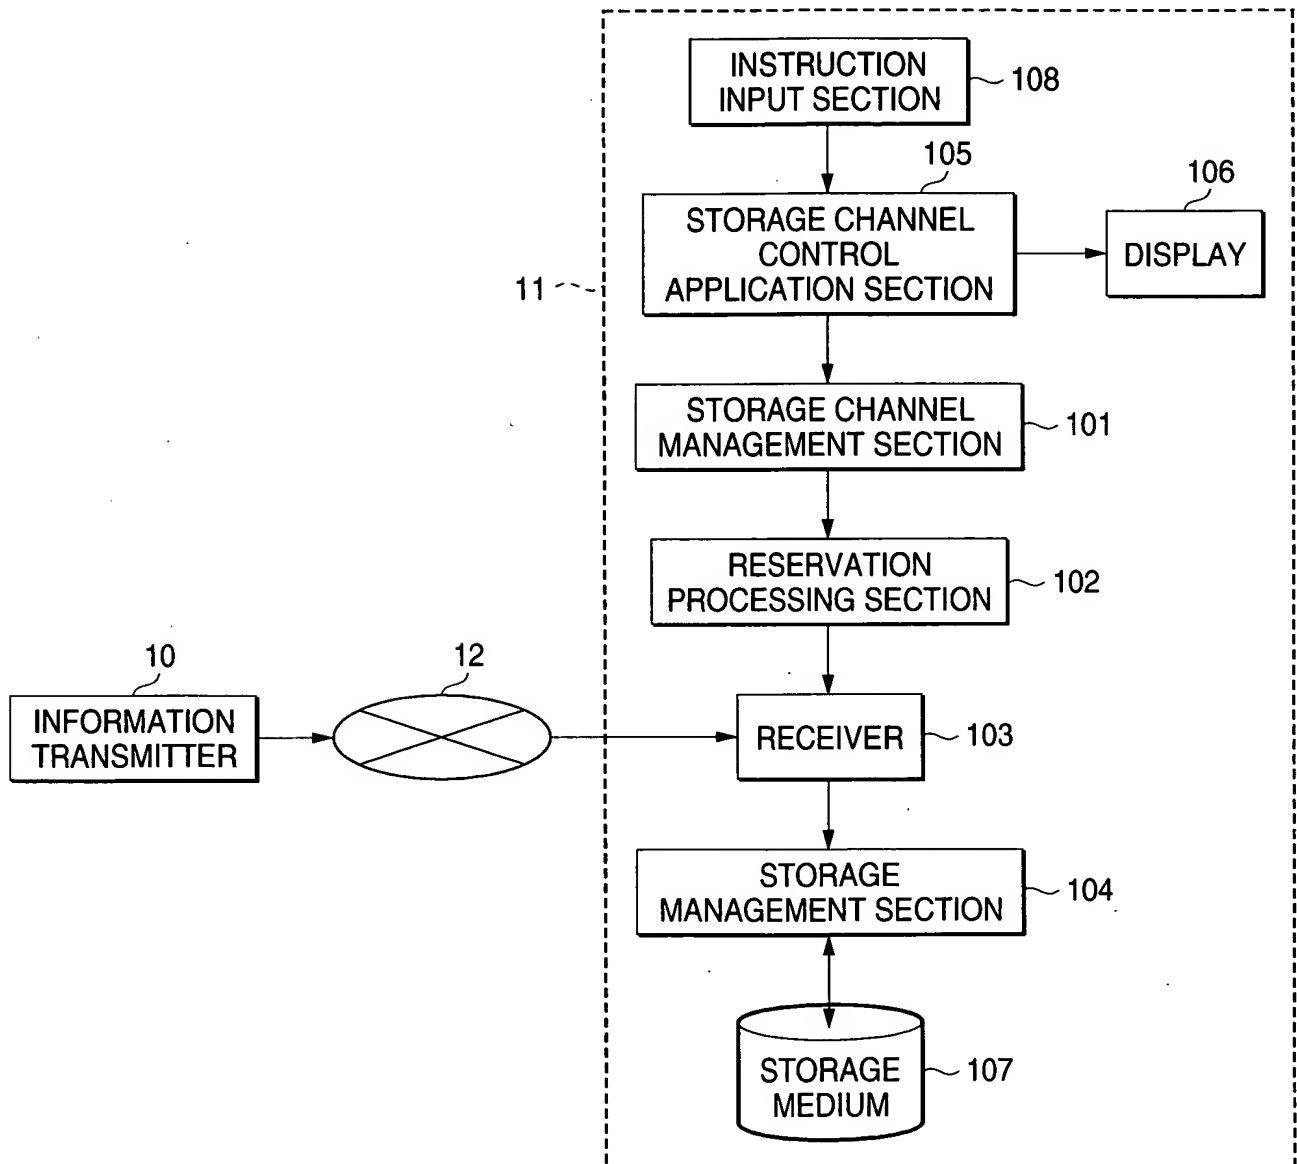 INSTRUCTION
INPUT SECTION
108
105
106
STORAGE CHANNEL
CONTROL
APPLICATION SECTION
DISPLAY
11
STORAGE CHANNEL
MANAGEMENT SECTION
101
RESERVATION
PROCESSING SECTION
102
10
12
INFORMATION
TRANSMITTER
RECEIVER
103
STORAGE
MANAGEMENT SECTION
104
STORAGE
MEDIUM
107